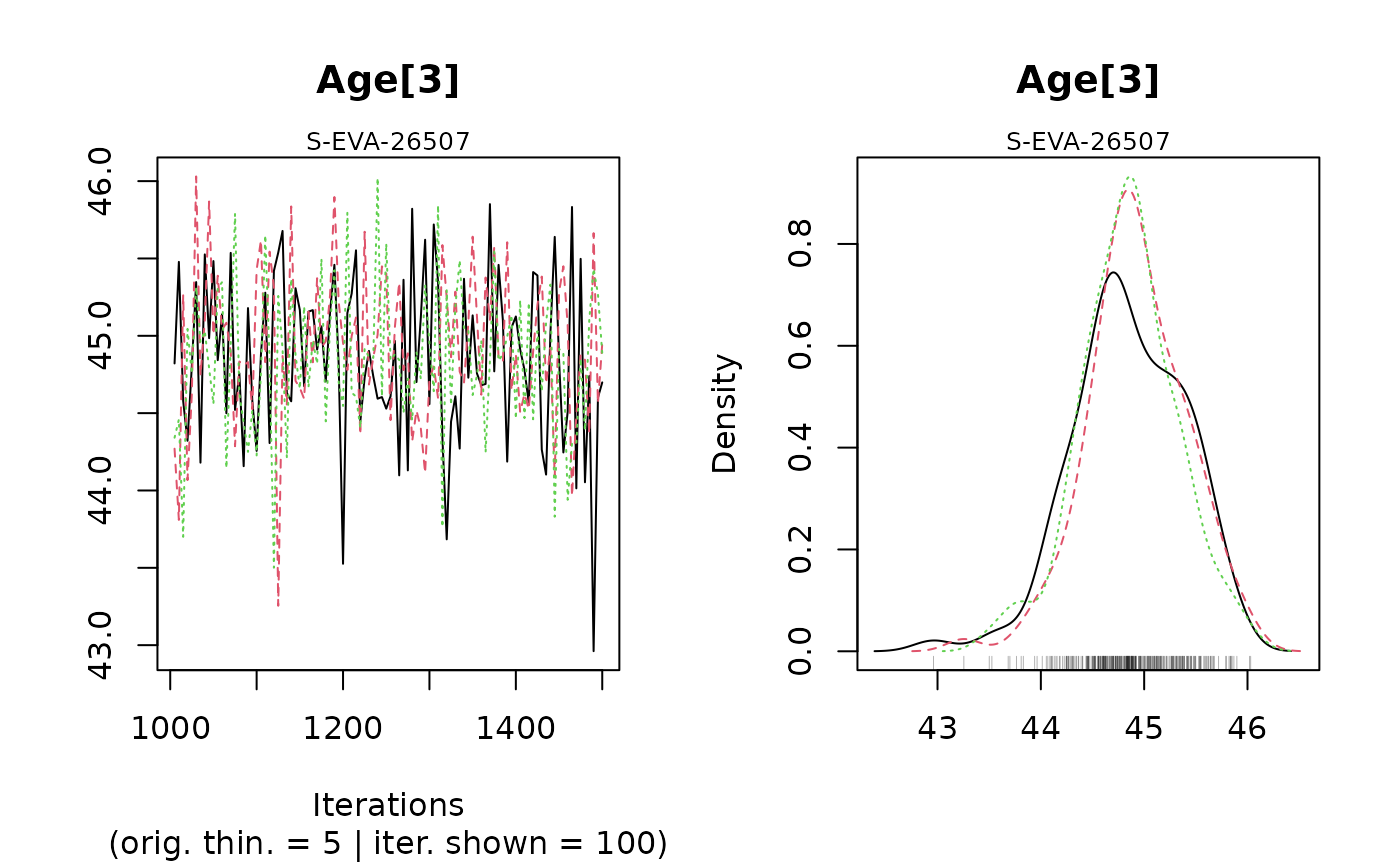 Age[3]
S-EVA-26507
46.0
45.0
44.0
43.0
1000 1200 1400
Iterations
(orig. thin. = 5 | iter. shown = 100)
Age[3]
S-EVA-26507
Density
0.8
0.6
0.4
0.2
0.0
43 44 45 46